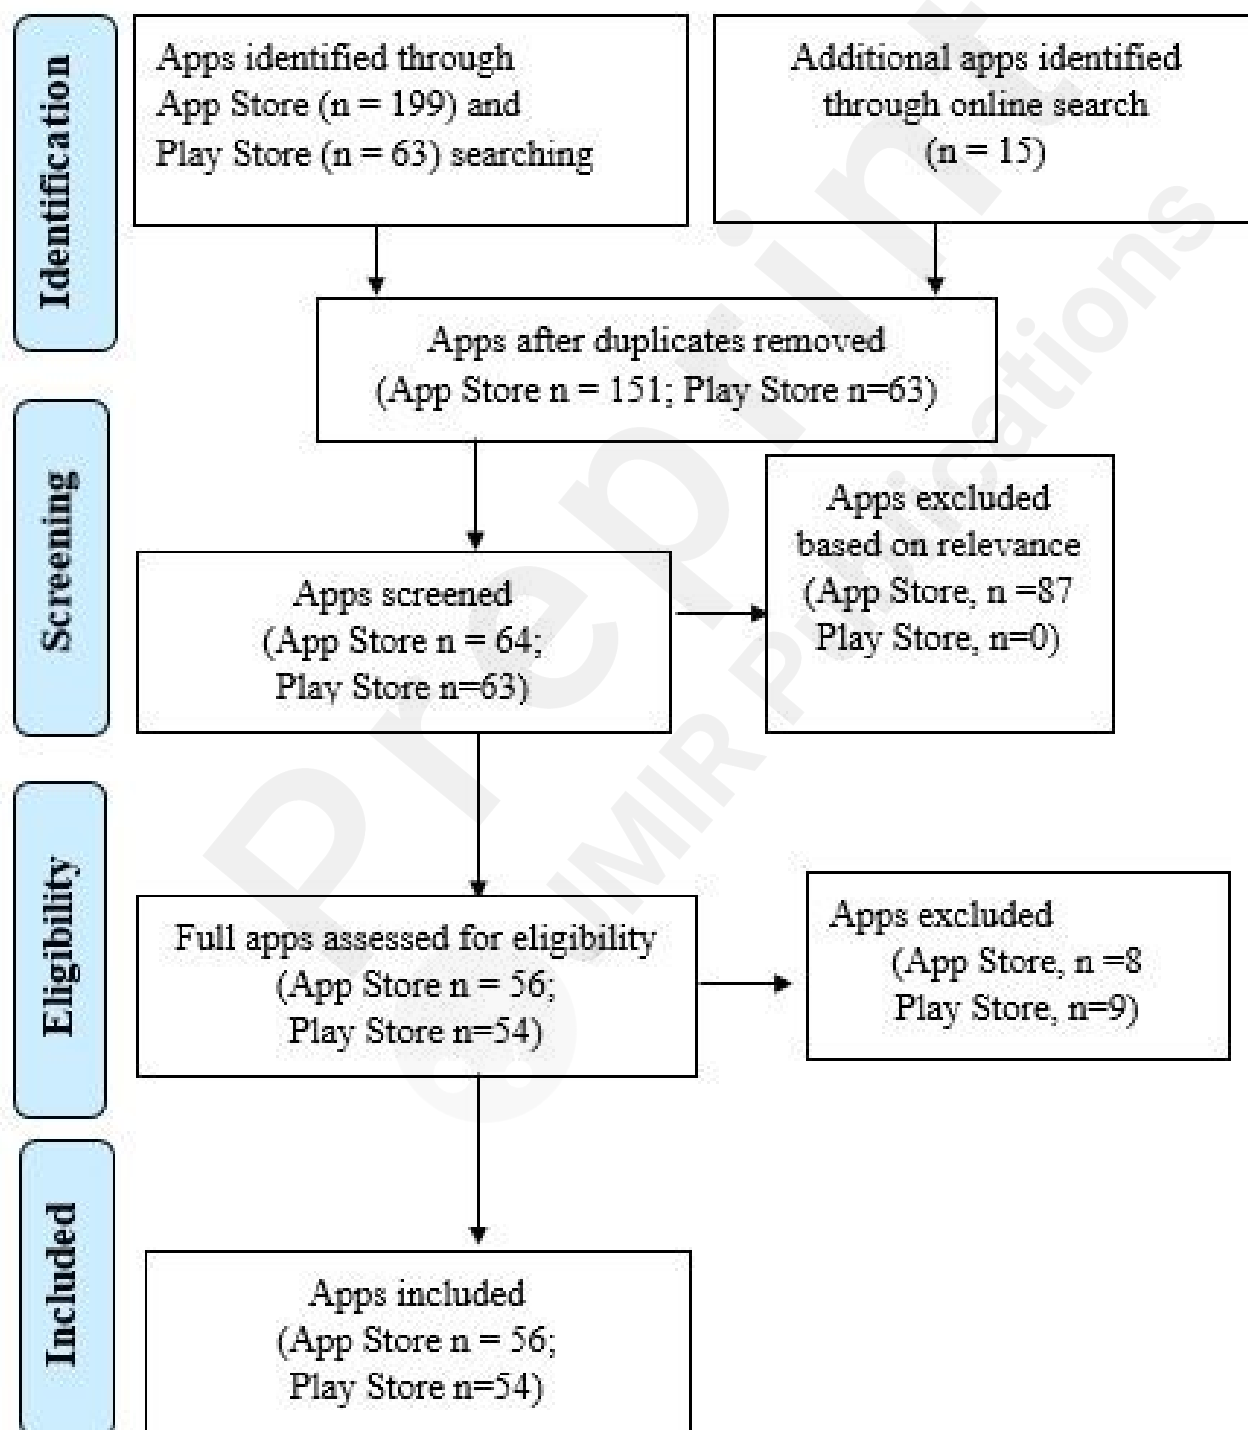 Identification
Apps identified through
App Store (n = 199) and
Play Store (n = 63) searching
Additional apps identified
through online search
(n = 15)
Apps after duplicates removed
(App Store n = 151; Play Store n=63)
Screening
Apps screened
(App Store n = 64;
Play Store n=63)
Apps excluded
based on relevance
(App Store, n =87
Play Store, n=0)
Eligibility
Full apps assessed for eligibility
(App Store n = 56;
Play Store n=54)
Apps excluded
(App Store, n =8
Play Store, n=9)
Included
Apps included
(App Store n = 56;
Play Store n=54)
Preprint
JMIR Publications